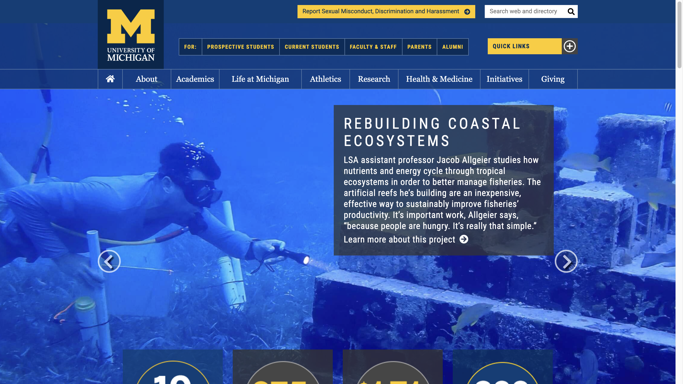 Report Sexual Misconduct, Discrimination and Harassment
Search web and directory
M
UNIVERSITY OF
MICHIGAN
FOR:
PROSPECTIVE STUDENTS
CURRENT STUDENTS
FACULTY & STAFF
PARENTS
ALUMNI
QUICK LINKS
About
Academics
Life at Michigan
Athletics
Research
Health & Medicine
Initiatives
Giving
REBUILDING COASTAL
ECOSYSTEMS
LSA assistant professor Jacob Allgeier studies how
nutrients and energy cycle through tropical
ecosystems in order to better manage fisheries. The
artificial reefs he's building are an inexpensive,
effective way to sustainably improve fisheries'
productivity. It's important work, Allgeier says,
"because people are hungry. It's really that simple."
Learn more about this project